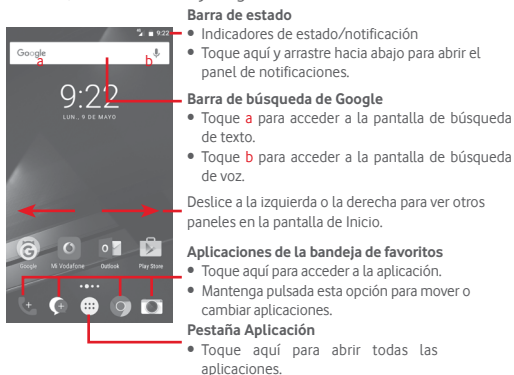 Barra de estado
• Indicadores de estado/notificación
• Toque aquí y arrastre hacia abajo para abrir el
panel de notificaciones.
Barra de búsqueda de Google
• Toque a para acceder a la pantalla de búsqueda
de texto.
• Toque b para acceder a la pantalla de búsqueda
de voz.
Deslice a la izquierda o la derecha para ver otros
paneles en la pantalla de Inicio.
Aplicaciones de la bandeja de favoritos
• Toque aquí para acceder a la aplicación.
• Mantenga pulsada esta opción para mover o
cambiar aplicaciones.
Pestaña Aplicación
• Toque aquí para abrir todas las
aplicaciones.
9:22
Google
a
b
9:22
LUN., 9 DE MAYO
Google
Mi Vodafone
Outlook
Play Store